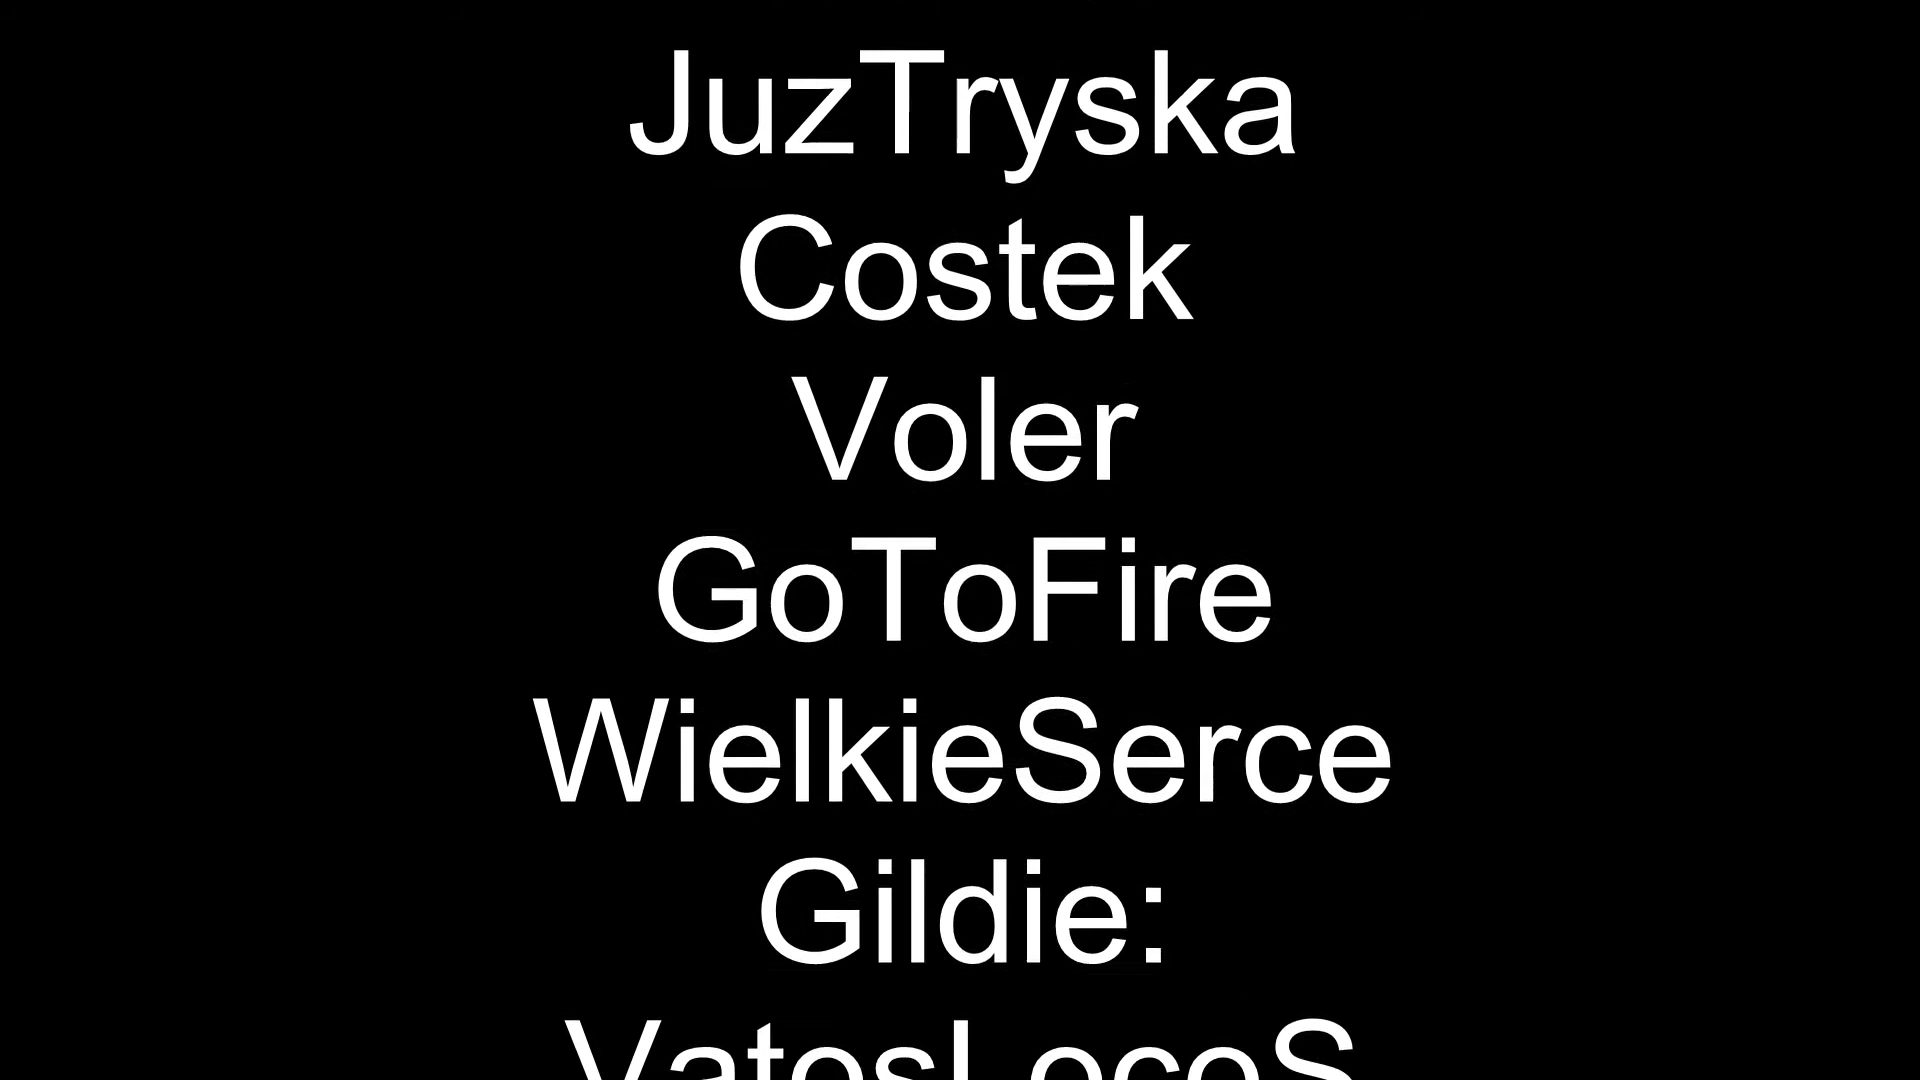 JuzTryska
Costek
Voler
GoToFire
WielkieSerce
Gildie: